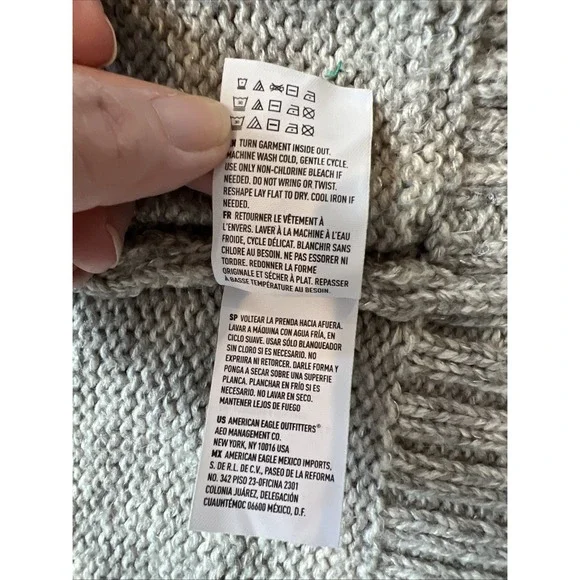 TURN GARMENT INSIDE OUT.
MACHINE WASH COLD, GENTLE CYCLE.
USE ONLY NON-CHLORINE BLEACH IF
NEEDED. DO NOT WRING OR TWIST.
RESHAPE LAY FLAT TO DRY. COOL IRON IF
NEEDED.
FR RETOURNER LE VÊTEMENT À
L'ENVERS. LAVER À LA MACHINE À L'EAU
FROIDE, CYCLE DÉLICAT. BLANCHIR SANS
CHLORE AU BESOIN. NE PAS ESSORER NI
TORDRE. REDONNER LA FORME
ORIGINALE ET SÉCHER À PLAT. REPASSER
À BASSE TEMPÉRATURE AU BESOIN.
SP VOLTEAR LA PRENDA HACIA AFUERA.
LAVAR A MÁQUINA CON AGUA FRÍA, EN
CICLO SUAVE. USAR SÓLO BLANQUEADOR
SIN CLORO SI ES NECESARIO. NO
EXPRIIRA NI RETORCER. DARLE FORMA Y
PONGA A SECAR SOBRE UNA SUPERFIE
PLANCA. PLANCHAR EN FRÍO SI ES
NECESARIO. NO LAVAR EN SECO.
MANTENER LEJOS DE FUEGO
US AMERICAN EAGLE OUTFITTERS®
AEO MANAGEMENT CO.
NEW YORK, NY 10016 USA
MX AMERICAN EAGLE MEXICO IMPORTS,
S. DE R.L. DE C.V., PASEO DE LA REFORMA
NO. 342 PISO 23-OFICINA 2301
COLONIA JUÁREZ, DELEGACIÓN
CUAUHTÉMOC 06600 MÉXICO, D.F.